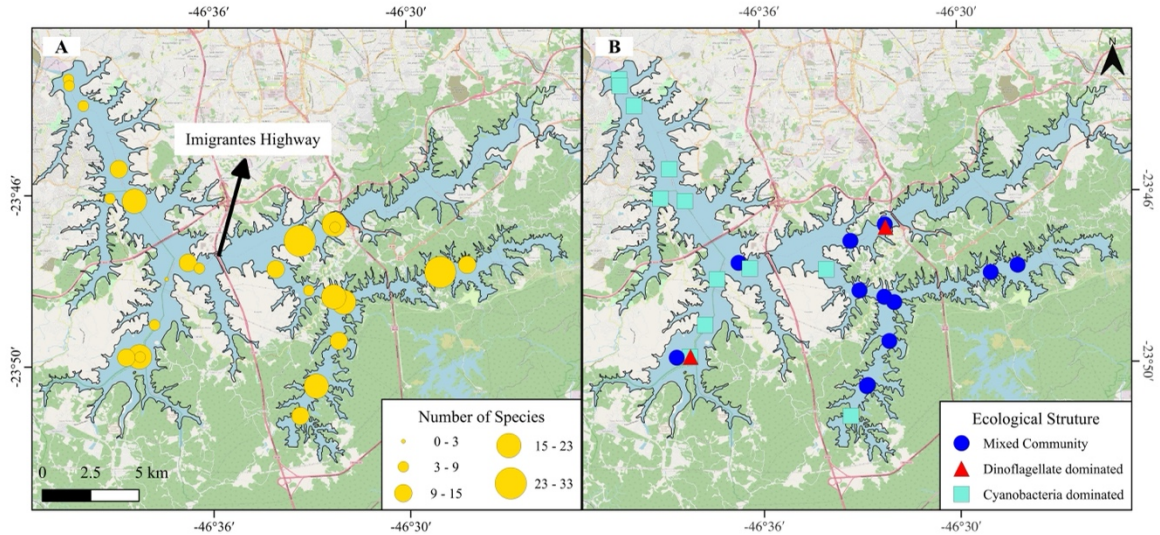 -46°36′ -46°30′ -46°36′ -46°30′
A
B
N
Imigrantes Highway
-23°46′
-23°46′
-23°50′
-23°50′
Number of Species
0 - 3
3 - 9
9 - 15
15 - 23
23 - 33
0 2.5 5 km
Ecological Struture
Mixed Community
Dinoflagellate dominated
Cyanobacteria dominated
-46°36′ -46°30′ -46°36′ -46°30′